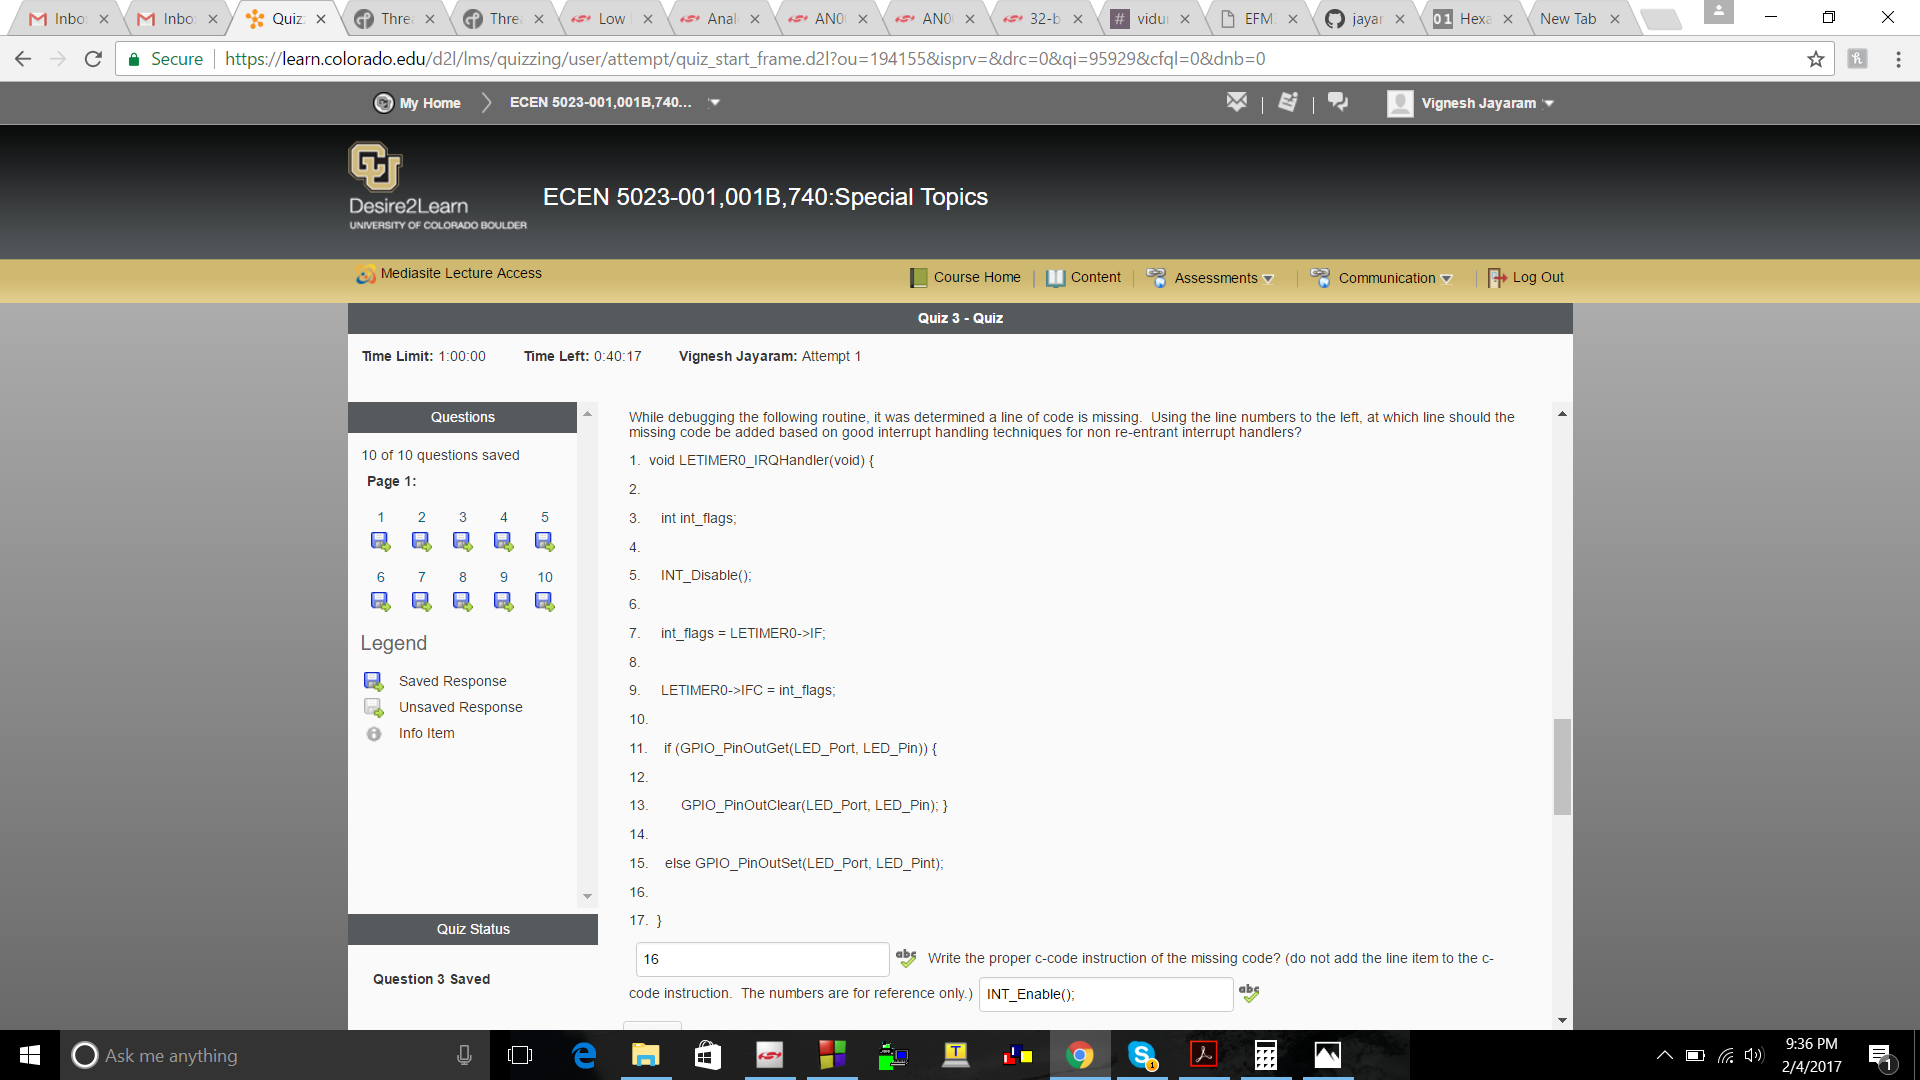 Inbo
Inbo
Quiz
Thre
Thre
Low
Anal
AN0
AN0
32-b
vidur
EFM
jayar
Hexa
New Tab
Secure
https://learn.colorado.edu/d2l/lms/quizzing/user/attempt/quiz_start_frame.d2l?ou=194155&isprv=&drc=0&qi=95929&cfql=0&dnb=0
My Home
ECEN 5023-001,001B,740...
Vignesh Jayaram
Desire2Learn
UNIVERSITY OF COLORADO BOULDER
ECEN 5023-001,001B,740:Special Topics
Mediasite Lecture Access
Course Home
Content
Assessments
Communication
Log Out
Quiz 3 - Quiz
Time Limit: 1:00:00 Time Left: 0:40:17 Vignesh Jayaram: Attempt 1
Questions
10 of 10 questions saved
Page 1:
1 2 3 4 5
6 7 8 9 10
Legend
Saved Response
Unsaved Response
Info Item
Quiz Status
Question 3 Saved
While debugging the following routine, it was determined a line of code is missing. Using the line numbers to the left, at which line should the
missing code be added based on good interrupt handling techniques for non re-entrant interrupt handlers?
1. void LETIMER0_IRQHandler(void) {
2.
3. int int_flags;
4.
5. INT_Disable();
6.
7. int_flags = LETIMER0->IF;
8.
9. LETIMER0->IFC = int_flags;
10.
11. if (GPIO_PinOutGet(LED_Port, LED_Pin)) {
12.
13. GPIO_PinOutClear(LED_Port, LED_Pin); }
14.
15. else GPIO_PinOutSet(LED_Port, LED_Pint);
16.
17. }
16 abc Write the proper c-code instruction of the missing code? (do not add the line item to the c-
code instruction. The numbers are for reference only.) INT_Enable(); abc
Ask me anything
9:36 PM
2/4/2017
1
1